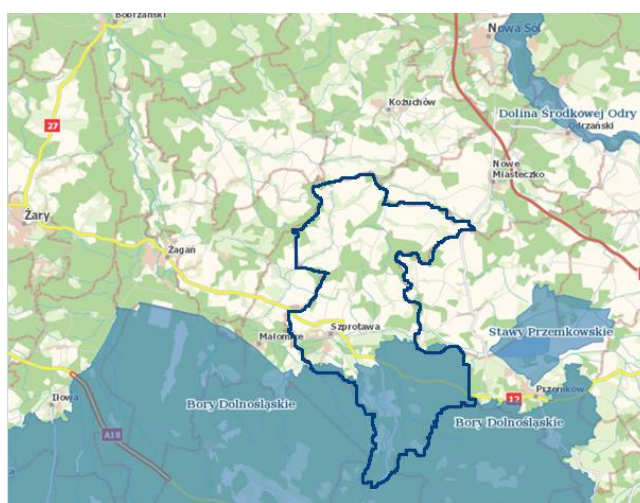 Bobrzański
Nowa Sól
Kożuchów
Dolina Środkowej Odry
Odrzański
27
Nowe
Miasteczko
Żary
Żagań
Stawy Przemkowskie
Szprotawa
Małomice
Przemków
12
Iłowa
Bory Dolnośląskie
Bory Dolnośląskie
A18